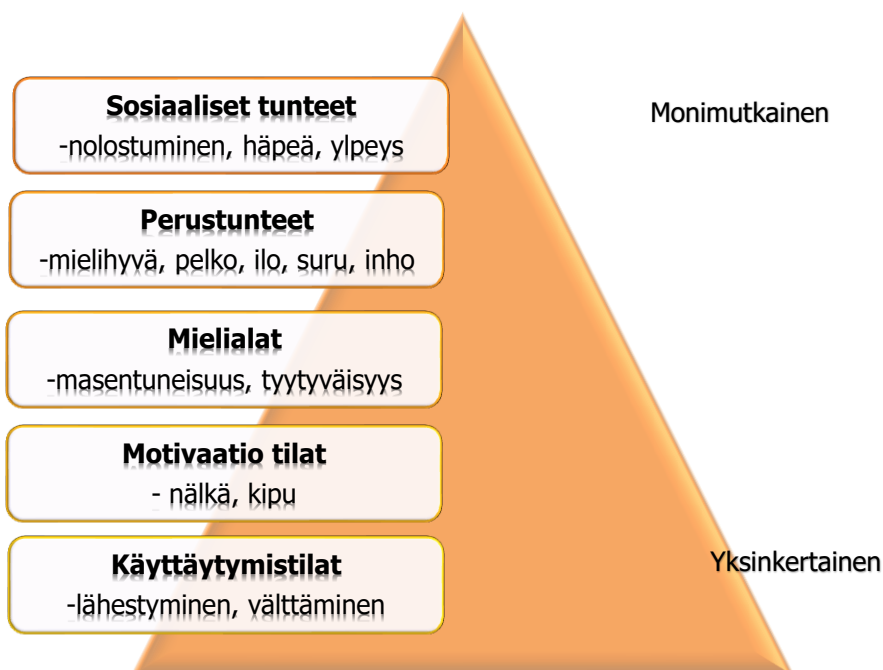 Sosiaaliset tunteet
-nolostuminen, häpeä, ylpeys
Monimutkainen
Perustunteet
-mielihyvä, pelko, ilo, suru, inho
Mielialat
-masentuneisuus, tyytyväisyys
Motivaatio tilat
- nälkä, kipu
Käyttäytymistilat
-lähestyminen, välttäminen
Yksinkertainen